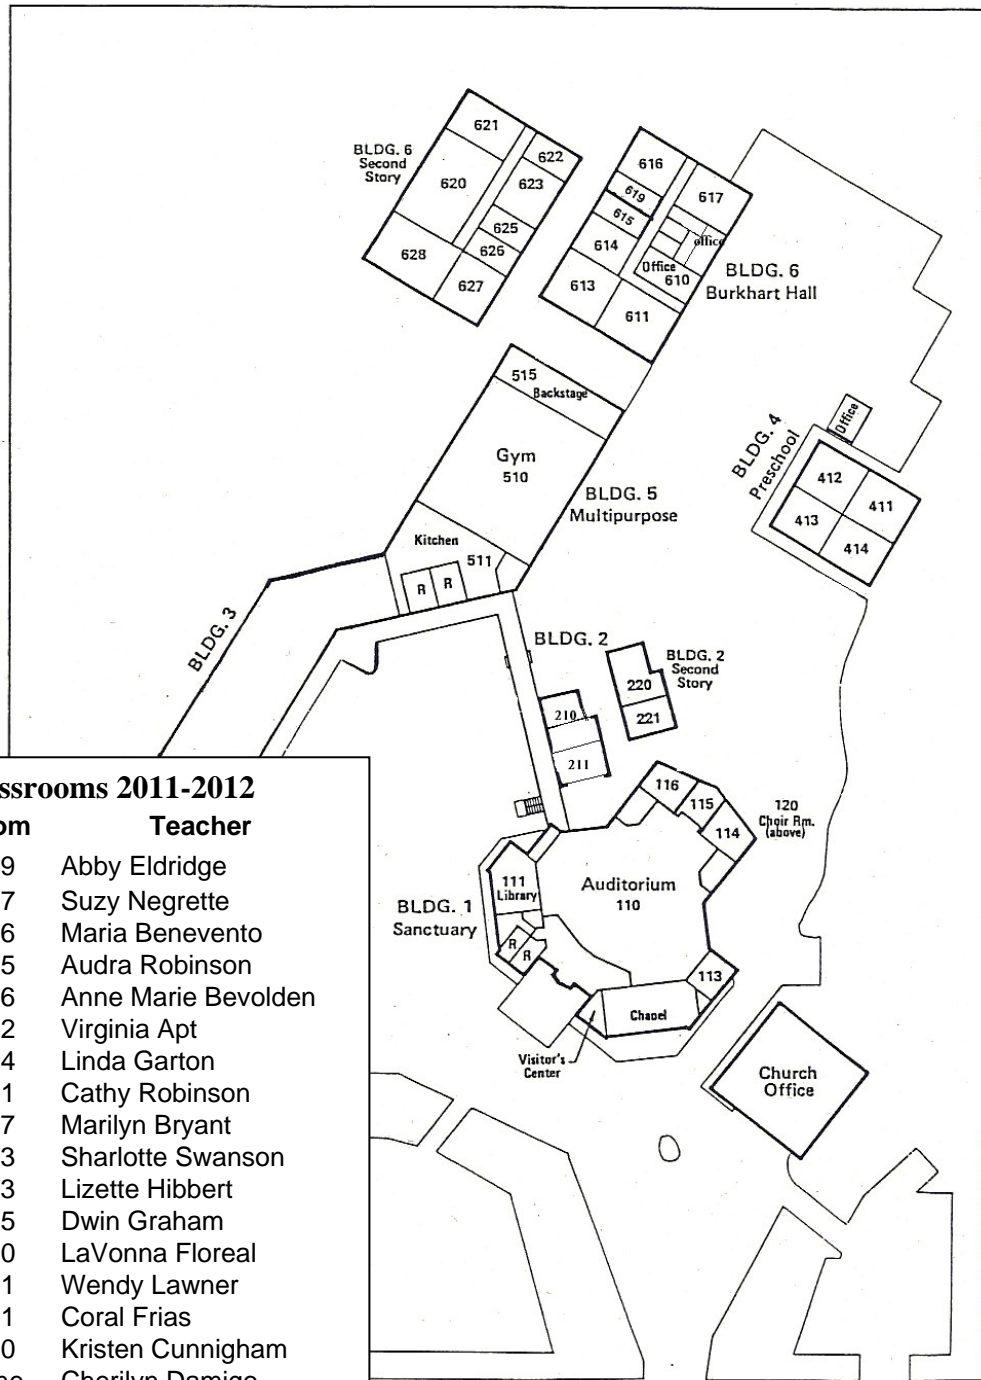 621
BLDG. 6
Second
Story
622
620
623
625
626
628
627
616
617
619
615
office
614
Office
610
613
611
BLDG. 6
Burkhart Hall
515
Backstage
Gym
510
BLDG. 5
Multipurpose
Kitchen
511
R R
BLDG. 4
Preschool
Office
412
411
413
414
BLDG. 3
BLDG. 2
BLDG. 2
Second
Story
220
221
210
211
116
115
114
120
Choir Rm.
(above)
111
Library
Auditorium
110
BLDG. 1
Sanctuary
R
R
113
Chapel
Visitor's
Center
Church
Office
ssrooms 2011-2012
om Teacher
9 Abby Eldridge
7 Suzy Negrette
6 Maria Benevento
5 Audra Robinson
6 Anne Marie Bevolden
2 Virginia Apt
4 Linda Garton
1 Cathy Robinson
7 Marilyn Bryant
3 Sharlotte Swanson
3 Lizette Hibbert
5 Dwin Graham
0 LaVonna Floreal
1 Wendy Lawner
1 Coral Frias
0 Kristen Cunnigham
Cherilyn Damigo